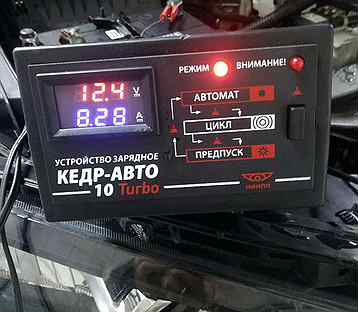 РЕЖИМ ВНИМАНИЕ!
12.4 V
8.28 A
АВТОМАТ
ЦИКЛ
ПРЕДПУСК
УСТРОЙСТВО ЗАРЯДНОЕ
КЕДР-АВТО
10 Turbo